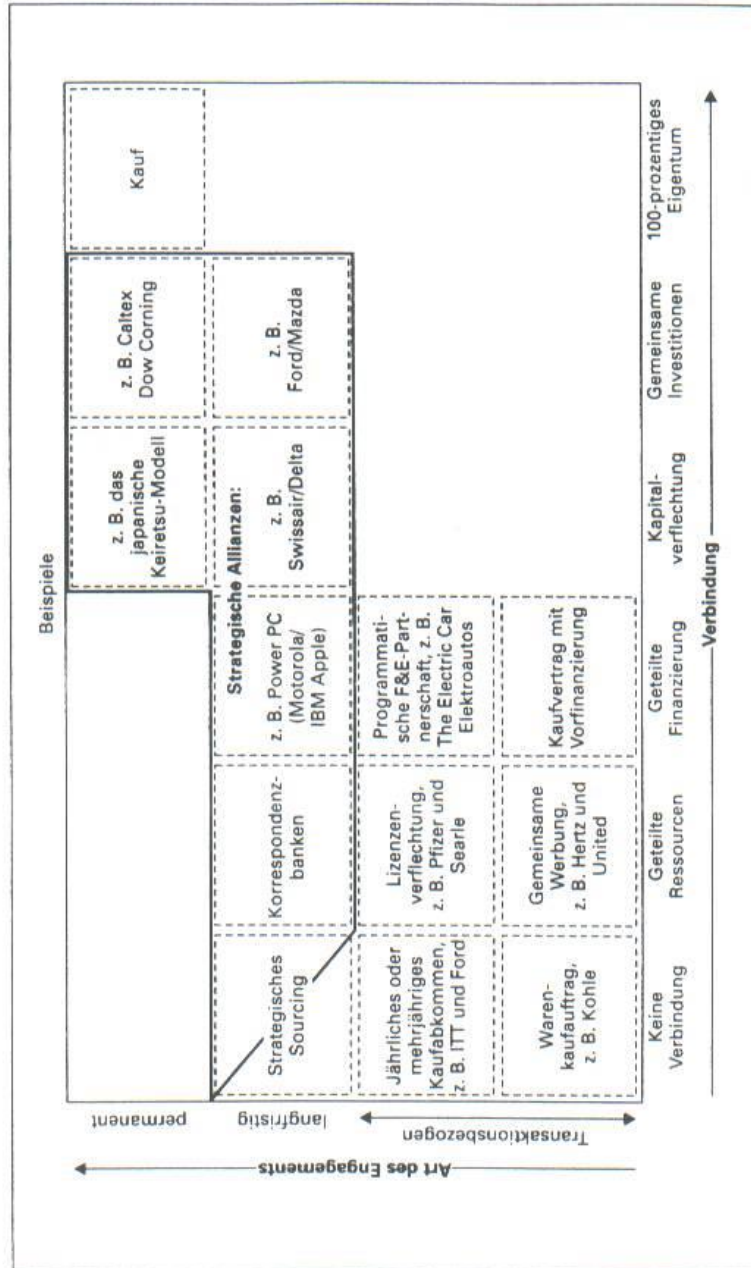 Beispiele
Art des Engagements
permanent
langfristig
Transaktionsbezogen
z. B. das
japanische
Keiretsu-Modell
z. B. Caltex
Dow Corning
Kauf
Strategische Allianzen:
Strategisches
Sourcing
Korrespondenz-
banken
z. B. Power PC
(Motorola/
IBM Apple)
z. B.
Swissair/Delta
z. B.
Ford/Mazda
Jährliches oder
mehrjähriges
Kaufabkommen,
z. B. ITT und Ford
Lizenzen-
verflechtung,
z. B. Pfizer und
Searle
Programmati-
sche F&E-Part-
nerschaft, z. B.
The Electric Car
Elektroautos
Waren-
kaufauftrag,
z. B. Kohle
Gemeinsame
Werbung,
z. B. Hertz und
United
Kaufvertrag mit
Vorfinanzierung
Keine
Verbindung
Geteilte
Ressourcen
Geteilte
Finanzierung
Kapital-
verflechtung
Gemeinsame
Investitionen
100-prozentiges
Eigentum
Verbindung